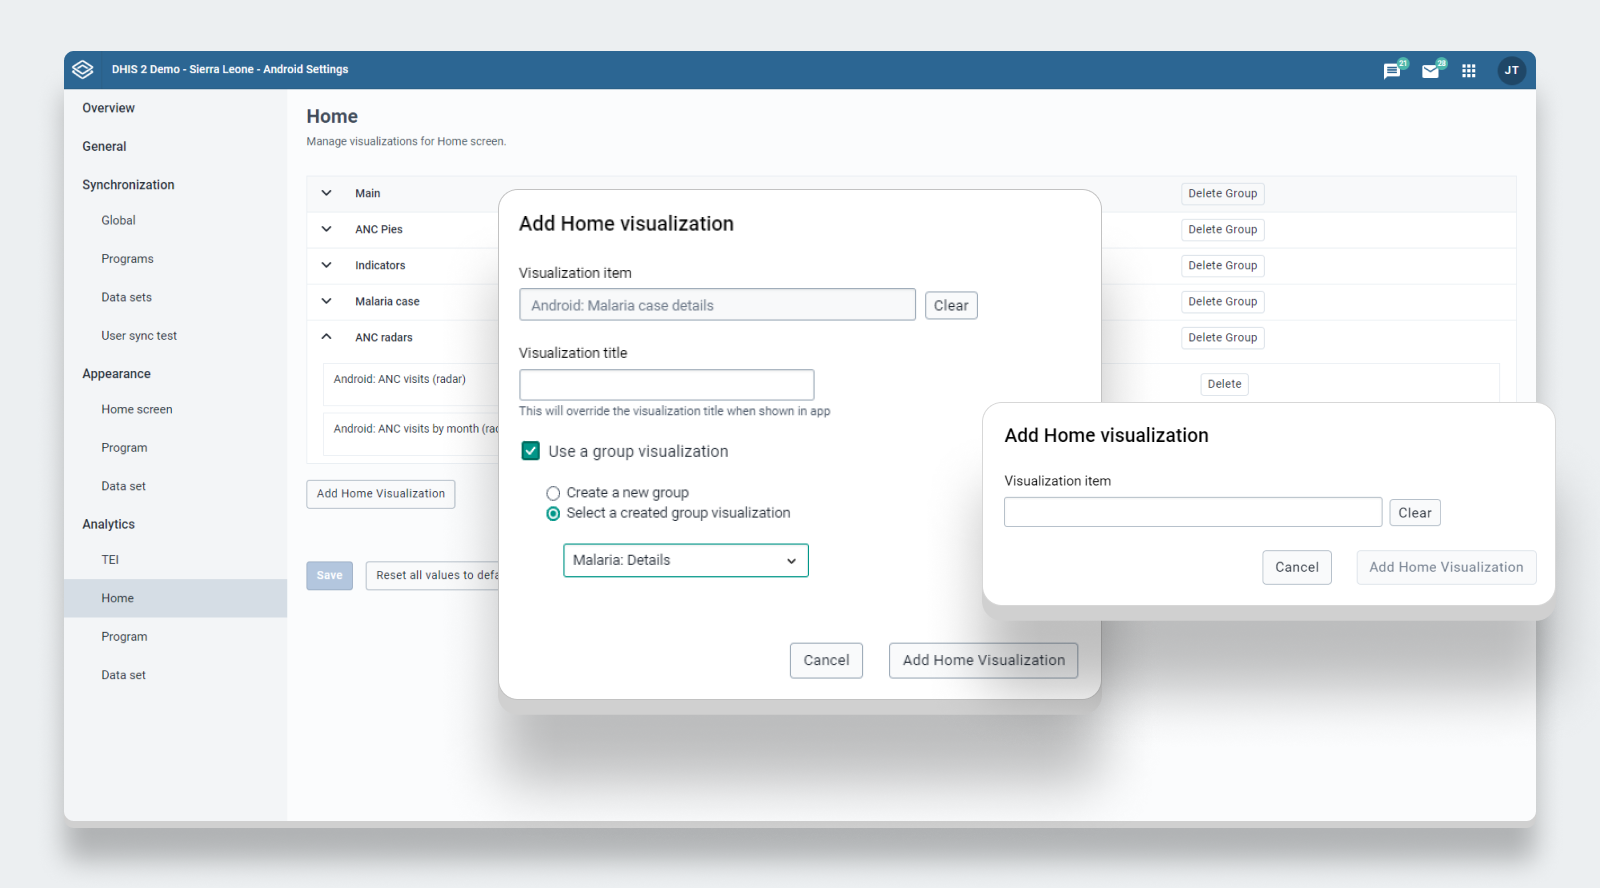 DHIS 2 Demo - Sierra Leone - Android Settings
21
28
JT
Overview
General
Synchronization
Global
Programs
Data sets
User sync test
Appearance
Home screen
Program
Data set
Analytics
TEI
Home
Program
Data set
Home
Manage visualizations for Home screen.
Main
Delete Group
ANC Pies
Delete Group
Indicators
Delete Group
Malaria case
Delete Group
ANC radars
Delete Group
Android: ANC visits (radar)
Delete
Android: ANC visits by month (rad
Add Home Visualization
Save
Reset all values to defa
Add Home visualization
Visualization item
Android: Malaria case details
Clear
Visualization title
This will override the visualization title when shown in app
Use a group visualization
Create a new group
Select a created group visualization
Malaria: Details
Cancel
Add Home Visualization
Add Home visualization
Visualization item
Clear
Cancel
Add Home Visualization